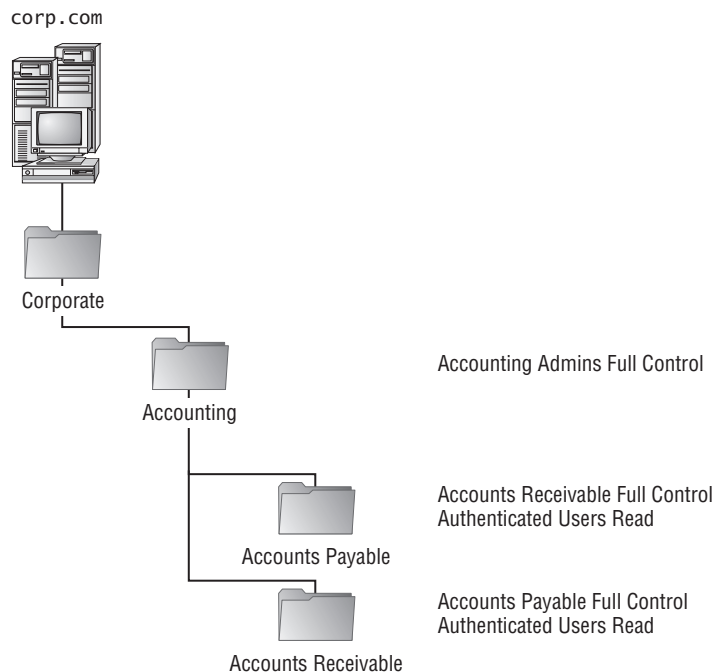 corp.com
Corporate
Accounting
Accounting Admins Full Control
Accounts Payable
Accounts Receivable Full Control
Authenticated Users Read
Accounts Receivable
Accounts Payable Full Control
Authenticated Users Read